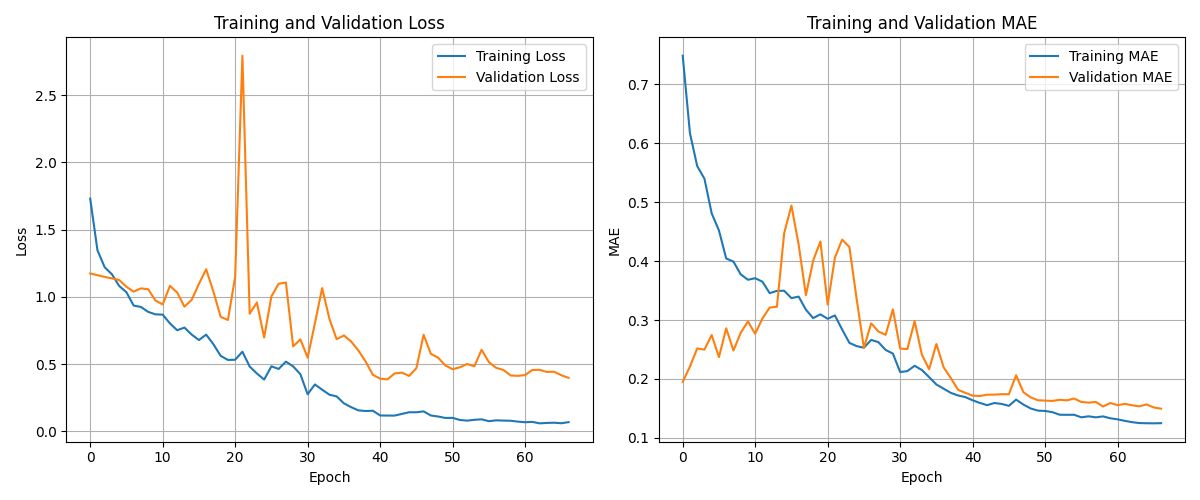 Training and Validation Loss
Training Loss
Validation Loss
2.5
2.0
1.5
1.0
0.5
0.0
Loss
0 10 20 30 40 50 60
Epoch
Training and Validation MAE
Training MAE
Validation MAE
0.7
0.6
0.5
0.4
0.3
0.2
0.1
MAE
0 10 20 30 40 50 60
Epoch